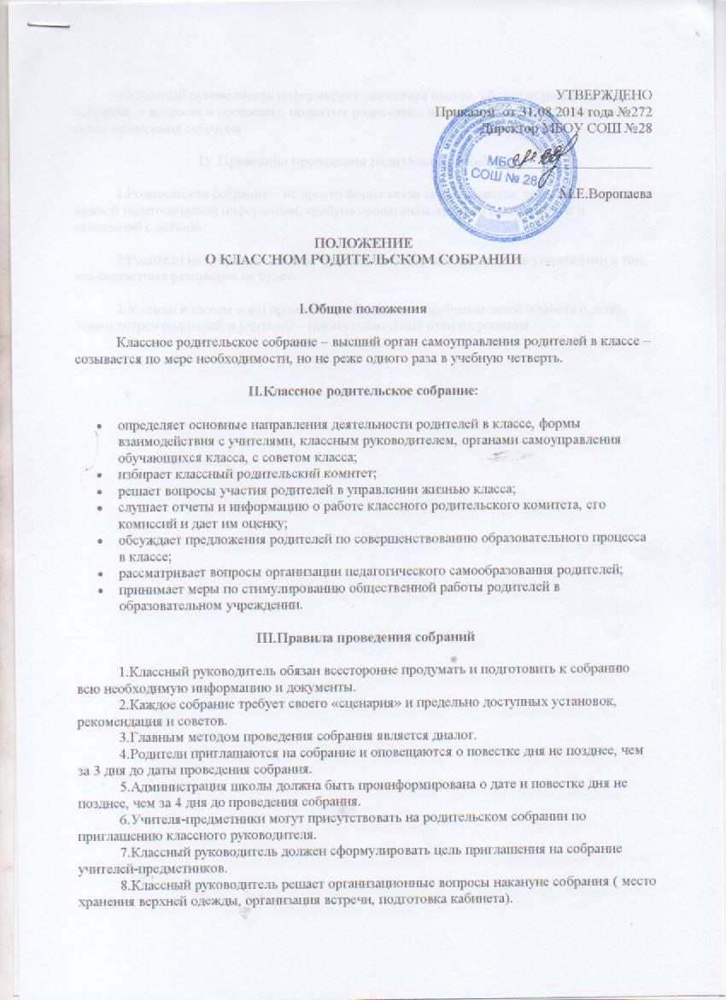 УТВЕРЖДЕНО
Приказом от 31.08.2014 года №272
Директор МБОУ СОШ №28
МБОУ
СОШ № 28
М.Е.Воропаева
ПОЛОЖЕНИЕ
О КЛАССНОМ РОДИТЕЛЬСКОМ СОБРАНИИ
I.Общие положения
Классное родительское собрание – высший орган самоуправления родителей в классе –
созывается по мере необходимости, но не реже одного раза в учебную четверть.
II.Классное родительское собрание:
• определяет основные направления деятельности родителей в классе, формы
взаимодействия с учителями, классным руководителем, органами самоуправления
обучающихся класса, с советом класса;
• избирает классный родительский комитет;
• решает вопросы участия родителей в управлении жизнью класса;
• слушает отчеты и информацию о работе классного родительского комитета, его
комиссий и дает им оценку;
• обсуждает предложения родителей по совершенствованию образовательного процесса
в классе;
• рассматривает вопросы организации педагогического самообразования родителей;
• принимает меры по стимулированию общественной работы родителей в
образовательном учреждении.
III.Правила проведения собраний
1.Классный руководитель обязан всесторонне продумать и подготовить к собранию
всю необходимую информацию и документы.
2.Каждое собрание требует своего «сценария» и предельно доступных установок,
рекомендация и советов.
3.Главным методом проведения собрания является диалог.
4.Родители приглашаются на собрание и оповещаются о повестке дня не позднее, чем
за 3 дня до даты проведения собрания.
5.Администрация школы должна быть проинформирована о дате и повестке дня не
позднее, чем за 4 дня до проведения собрания.
6.Учителя-предметники могут присутствовать на родительском собрании по
приглашению классного руководителя.
7.Классный руководитель должен сформулировать цель приглашения на собрание
учителей-предметников.
8.Классный руководитель решает организационные вопросы накануне собрания ( место
хранения верхней одежды, организация встречи, подготовка кабинета).